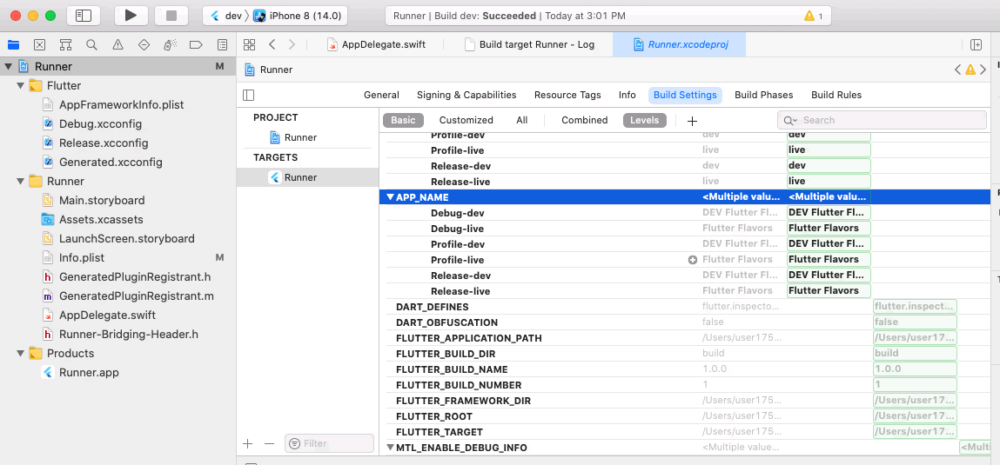 dev iPhone 8 (14.0)
Runner | Build dev: Succeeded | Today at 3:01 PM
1
AppDelegate.swift
Build target Runner - Log
Runner.xcodeproj
Runner M
Flutter
AppFrameworkInfo.plist
Debug.xcconfig
Release.xcconfig
Generated.xcconfig
Runner
Main.storyboard
Assets.xcassets
LaunchScreen.storyboard
Info.plist M
GeneratedPluginRegistrant.h
GeneratedPluginRegistrant.m
AppDelegate.swift
Runner-Bridging-Header.h
Products
Runner.app
Runner
General Signing & Capabilities Resource Tags Info Build Settings Build Phases Build Rules
PROJECT
Runner
TARGETS
Runner
Filter
Basic Customized All Combined Levels + Search
Profile-dev dev dev
Profile-live live live
Release-dev dev dev
Release-live live live
APP_NAME <Multiple valu... <Multiple valu...
Debug-dev DEV Flutter Fl... DEV Flutter Fl...
Debug-live Flutter Flavors Flutter Flavors
Profile-dev DEV Flutter Fl... DEV Flutter Fl...
Profile-live Flutter Flavors Flutter Flavors
Release-dev DEV Flutter Fl... DEV Flutter Fl...
Release-live Flutter Flavors Flutter Flavors
DART_DEFINES flutter.inspecto... flutter.inspect...
DART_OBFUSCATION false false
FLUTTER_APPLICATION_PATH /Users/user175... /Users/user17...
FLUTTER_BUILD_DIR build build
FLUTTER_BUILD_NAME 1.0.0 1.0.0
FLUTTER_BUILD_NUMBER 1 1
FLUTTER_FRAMEWORK_DIR /Users/user175... /Users/user17...
FLUTTER_ROOT /Users/user175... /Users/user17...
FLUTTER_TARGET /Users/user175... /Users/user17...
MTL_ENABLE_DEBUG_INFO <Multiple value... <Multi